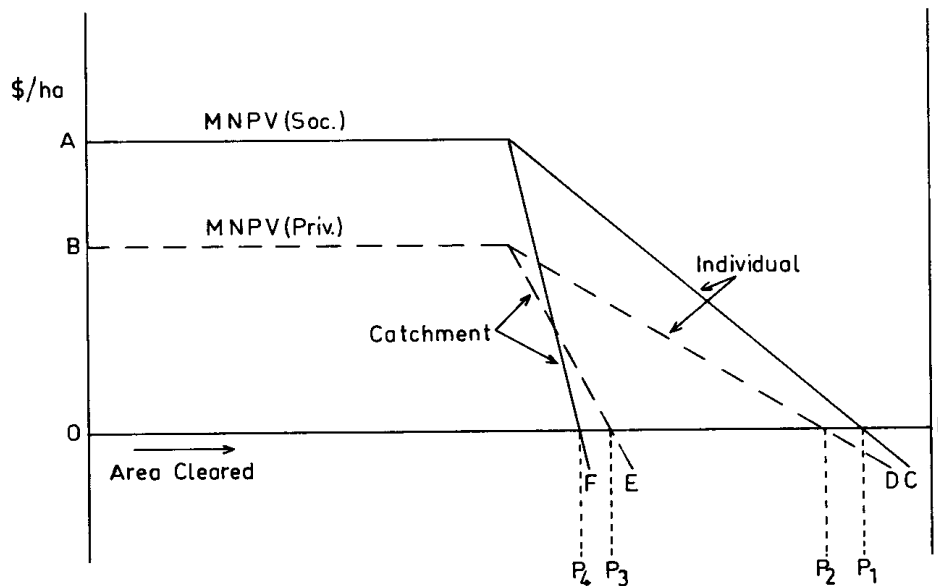 $/ha
MNPV (Soc.)
A
MNPV (Priv.)
B
Individual
Catchment
0
Area Cleared
F E D C
P4 P3 P2 P1